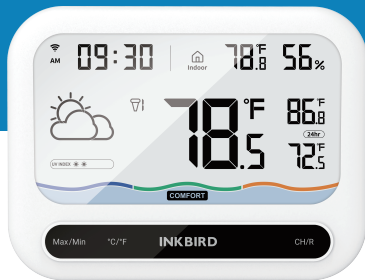 AM 09:30 Indoor 78.8°F 56%
78.5°F 86.8°F
24hr
72.5°F
UV INDEX
COMFORT
Max/Min °C/°F INKBIRD CH/R